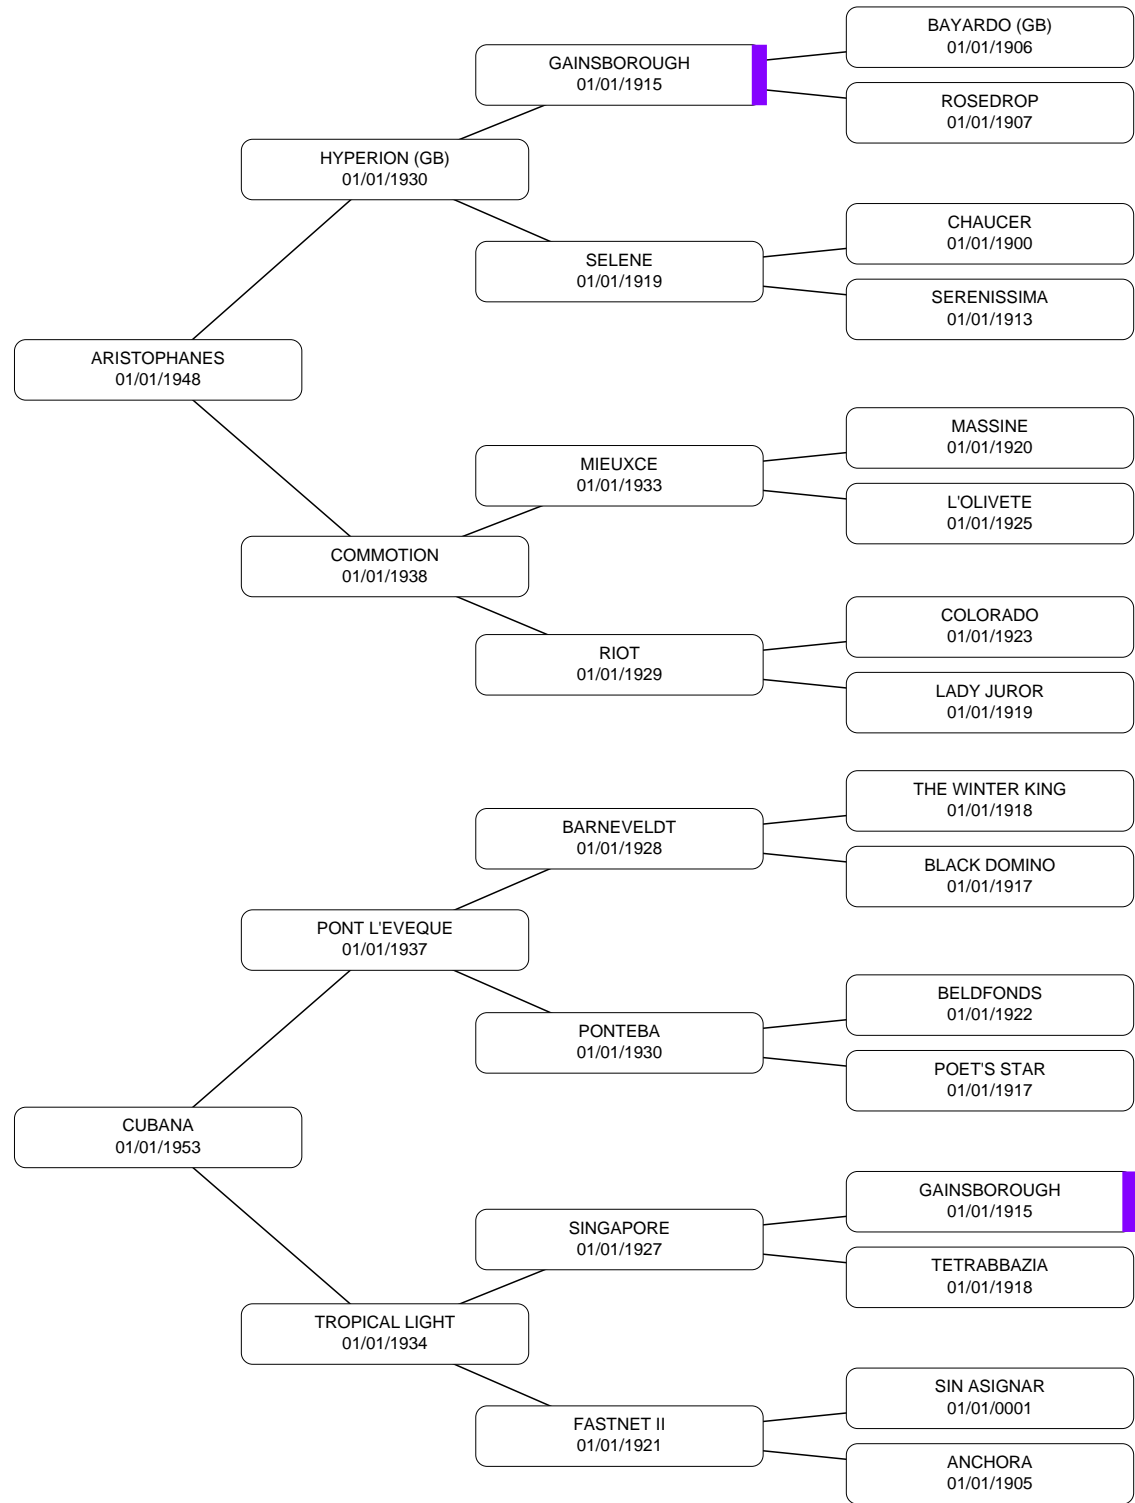 BAYARDO (GB)
01/01/1906
GAINSBOROUGH
01/01/1915
ROSEDROP
01/01/1907
HYPERION (GB)
01/01/1930
CHAUCER
01/01/1900
SELENE
01/01/1919
SERENISSIMA
01/01/1913
ARISTOPHANES
01/01/1948
MASSINE
01/01/1920
MIEUXCE
01/01/1933
L'OLIVETE
01/01/1925
COMMOTION
01/01/1938
COLORADO
01/01/1923
RIOT
01/01/1929
LADY JUROR
01/01/1919
THE WINTER KING
01/01/1918
BARNEVELDT
01/01/1928
BLACK DOMINO
01/01/1917
PONT L'EVEQUE
01/01/1937
BELDFONDS
01/01/1922
PONTEBA
01/01/1930
POET'S STAR
01/01/1917
CUBANA
01/01/1953
GAINSBOROUGH
01/01/1915
SINGAPORE
01/01/1927
TETRABBAZIA
01/01/1918
TROPICAL LIGHT
01/01/1934
SIN ASIGNAR
01/01/0001
FASTNET II
01/01/1921
ANCHORA
01/01/1905